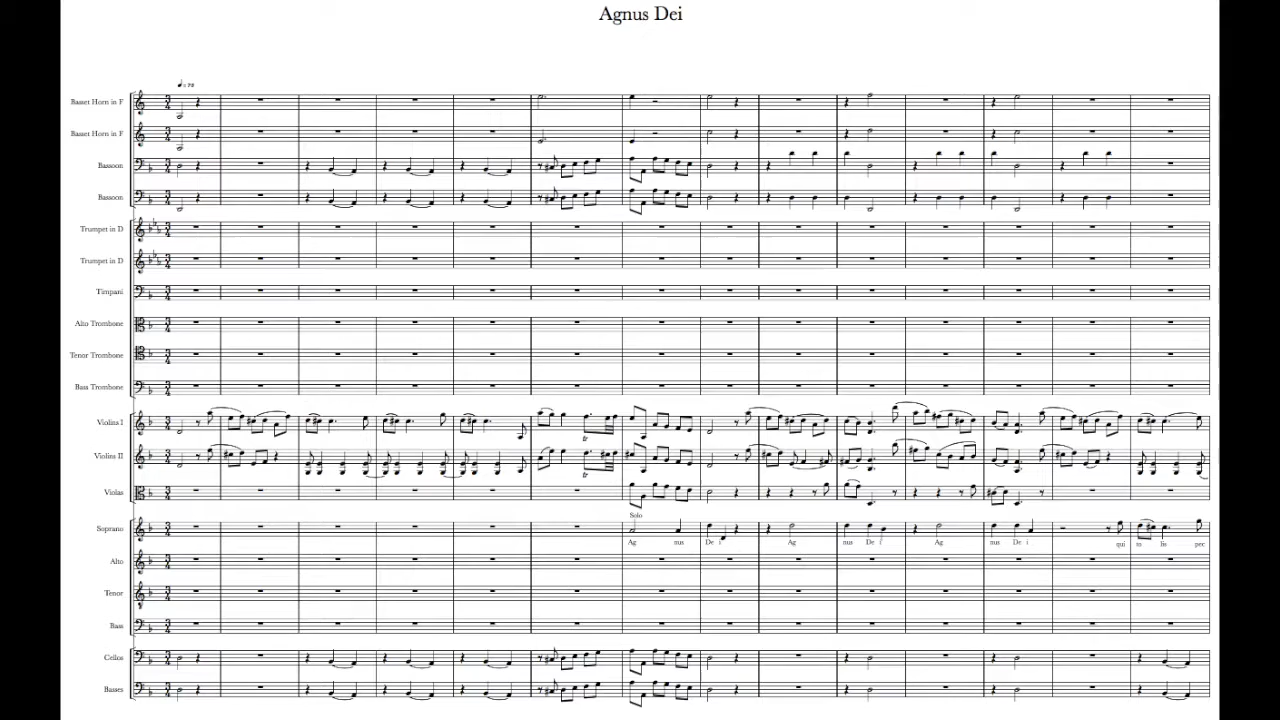 Agnus Dei
Basset Horn in F
Basset Horn in F
Bassoon
Bassoon
Trumpet in D
Trumpet in D
Timpani
Alto Trombone
Tenor Trombone
Bass Trombone
Violins I
tr
Violins II
tr
Violas
Solo
Soprano
Ag nus De i Ag nus De i Ag nus De i qui to lis pec
Alto
Tenor
Bass
Cellos
Basses